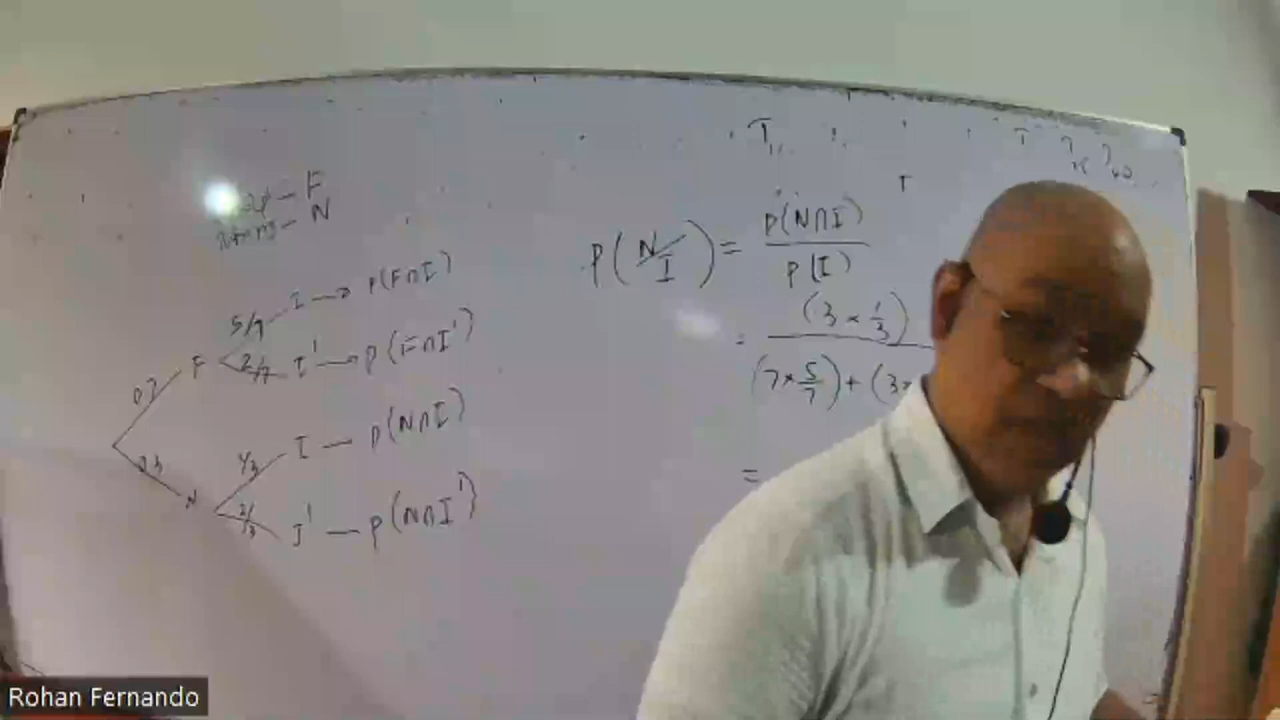 F
N
5/7 I → P(F∩I)
0.7 F 2/7 I' → P(F∩I')
1/3 I — P(N∩I)
0.3 N 2/3 I' — P(N∩I')
P(N/I) = P(N∩I)/P(I)
= (3 × 1/3)
(7 × 5/7) + (3×
=
Rohan Fernando